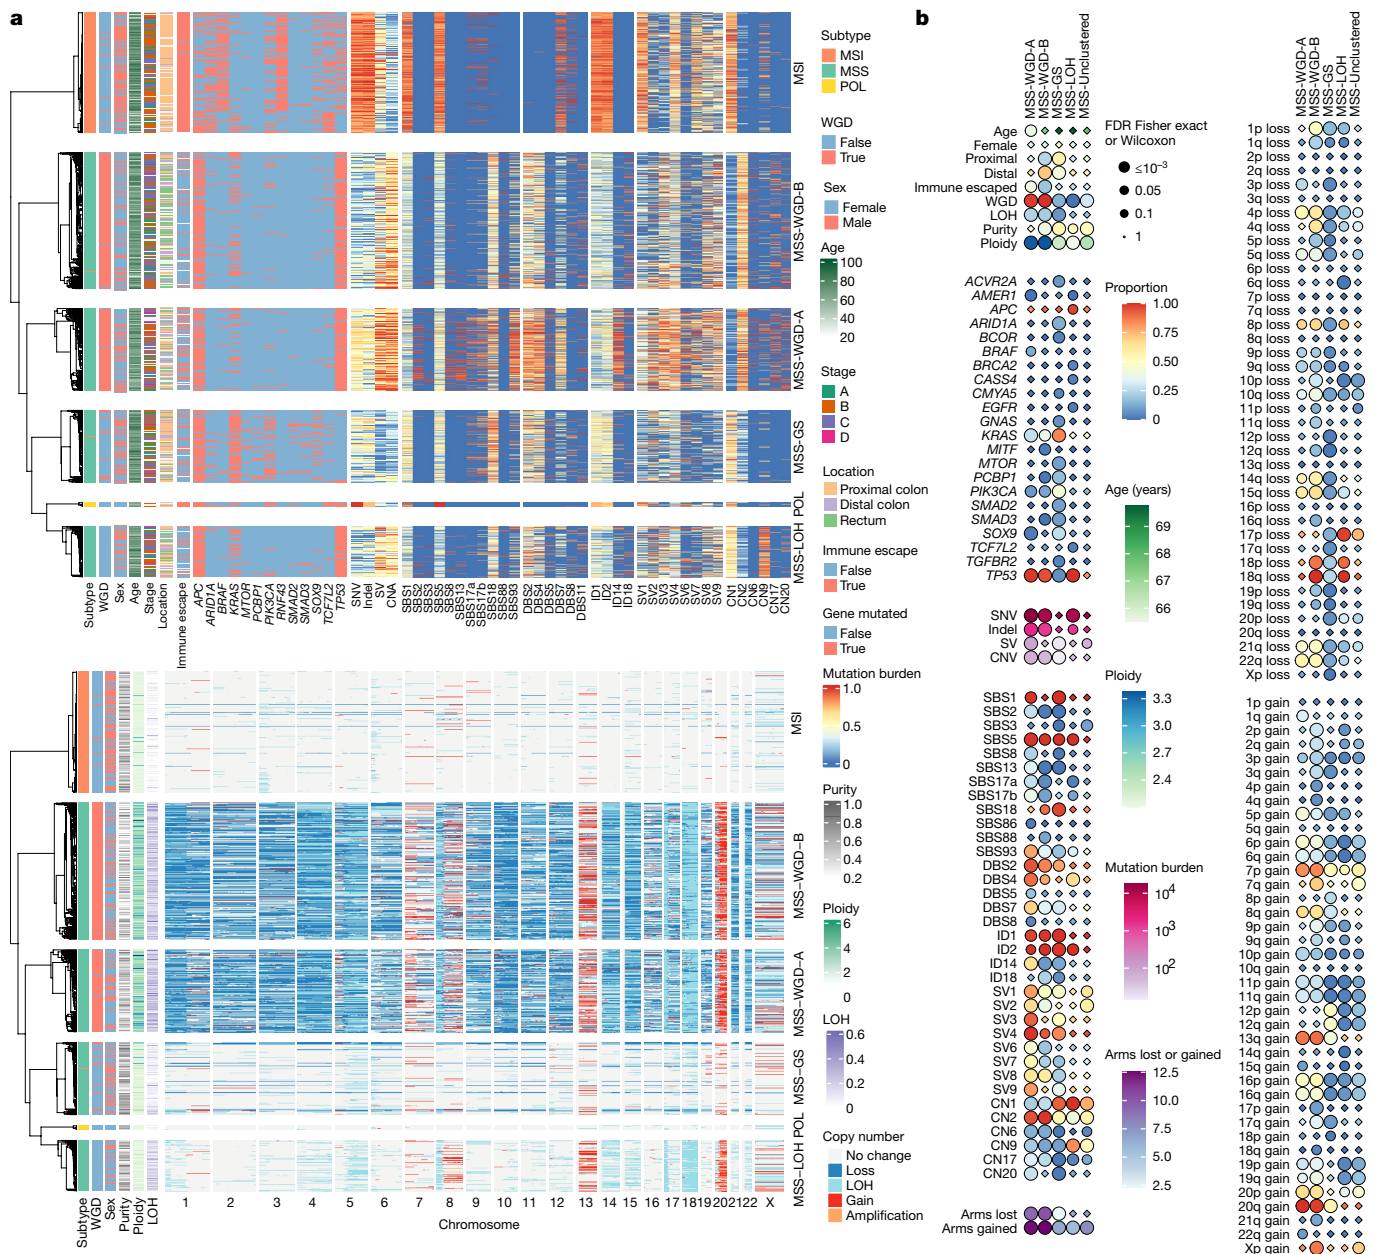 a
MSI
MSS-WGD-B
MSS-WGD-A
MSS-GS
POL
MSS-LOH
Subtype
WGD
Sex
Age
Stage
Location
Immune escape
APC
ARID1A
BRAF
KRAS
MTOR
PCBP1
PIK3CA
RNF43
SMAD2
SMAD3
SOX9
TCF7L2
TP53
SNV
Indel
SV
CNA
SBS1
SBS2
SBS3
SBS5
SBS8
SBS13
SBS17a
SBS17b
SBS18
SBS88
SBS93
DBS2
DBS4
DBS5
DBS7
DBS8
DBS11
ID1
ID2
ID14
ID18
SV1
SV2
SV3
SV4
SV6
SV7
SV8
SV9
CN1
CN2
CN6
CN9
CN17
CN20
MSI
MSS-WGD-B
MSS-WGD-A
MSS-GS
POL
MSS-LOH
Subtype
WGD
Sex
Purity
Ploidy
LOH
1 2 3 4 5 6 7 8 9 10 11 12 13 14 15 16 17 18 19 20 21 22 X
Chromosome
Subtype
MSI
MSS
POL
WGD
False
True
Sex
Female
Male
Age
100
80
60
40
20
Stage
A
B
C
D
Location
Proximal colon
Distal colon
Rectum
Immune escape
False
True
Gene mutated
False
True
Mutation burden
1.0
0.5
0
Purity
1.0
0.8
0.6
0.4
0.2
Ploidy
6
4
2
0
LOH
0.6
0.4
0.2
0
Copy number
No change
Loss
LOH
Gain
Amplification
b
MSS-WGD-A
MSS-WGD-B
MSS-GS
MSS-LOH
MSS-Unclustered
Age
Female
Proximal
Distal
Immune escaped
WGD
LOH
Purity
Ploidy
ACVR2A
AMER1
APC
ARID1A
BCOR
BRAF
BRCA2
CASS4
CMYA5
EGFR
GNAS
KRAS
MITF
MTOR
PCBP1
PIK3CA
SMAD2
SMAD3
SOX9
TCF7L2
TGFBR2
TP53
SNV
Indel
SV
CNV
SBS1
SBS2
SBS3
SBS5
SBS8
SBS13
SBS17a
SBS17b
SBS18
SBS86
SBS88
SBS93
DBS2
DBS4
DBS5
DBS7
DBS8
ID1
ID2
ID14
ID18
SV1
SV2
SV3
SV4
SV6
SV7
SV8
SV9
CN1
CN2
CN6
CN9
CN17
CN20
Arms lost
Arms gained
FDR Fisher exact
or Wilcoxon
≤10⁻³
0.05
0.1
1
Proportion
1.00
0.75
0.50
0.25
0
Age (years)
69
68
67
66
Ploidy
3.3
3.0
2.7
2.4
Mutation burden
10⁴
10³
10²
Arms lost or gained
12.5
10.0
7.5
5.0
2.5
MSS-WGD-A
MSS-WGD-B
MSS-GS
MSS-LOH
MSS-Unclustered
1p loss
1q loss
2p loss
2q loss
3p loss
3q loss
4p loss
4q loss
5p loss
5q loss
6p loss
6q loss
7p loss
7q loss
8p loss
8q loss
9p loss
9q loss
10p loss
10q loss
11p loss
11q loss
12p loss
12q loss
13q loss
14q loss
15q loss
16p loss
16q loss
17p loss
17q loss
18p loss
18q loss
19p loss
19q loss
20p loss
20q loss
21q loss
22q loss
Xp loss
1p gain
1q gain
2p gain
2q gain
3p gain
3q gain
4p gain
4q gain
5p gain
5q gain
6p gain
6q gain
7p gain
7q gain
8p gain
8q gain
9p gain
9q gain
10p gain
10q gain
11p gain
11q gain
12p gain
12q gain
13q gain
14q gain
15q gain
16p gain
16q gain
17p gain
17q gain
18p gain
18q gain
19p gain
19q gain
20p gain
20q gain
21q gain
22q gain
Xp gain